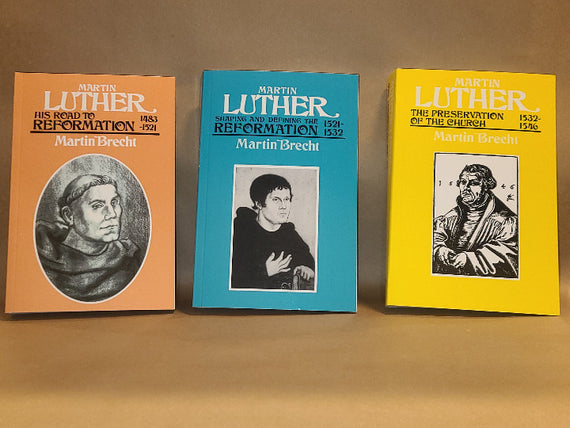 MARTIN
LUTHER
HIS ROAD TO
REFORMATION
1483
-1521
Martin Brecht
MARTIN
LUTHER
SHAPING AND DEFINING THE
REFORMATION
1521-
1532
Martin Brecht
MARTIN
LUTHER
THE PRESERVATION
OF THE CHURCH
1532-
1546
Martin Brecht
1546